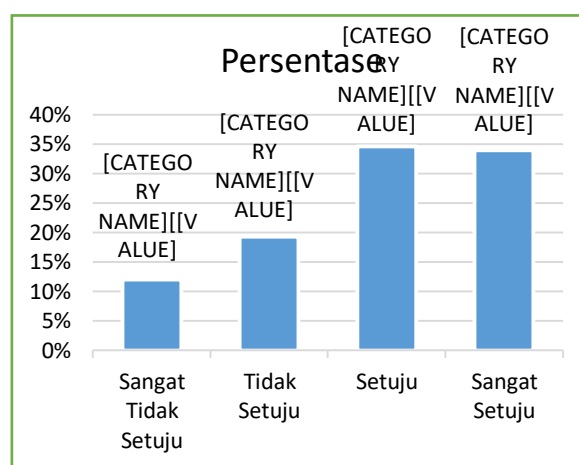 Persentase
[CATEGO
RY
NAME][[V
ALUE]
[CATEGO
RY
NAME][[V
ALUE]
[CATEGO
RY
NAME][[V
ALUE]
[CATEGO
RY
NAME][[V
ALUE]
40%
35%
30%
25%
20%
15%
10%
5%
0%
Sangat
Tidak
Setuju
Tidak
Setuju
Setuju
Sangat
Setuju